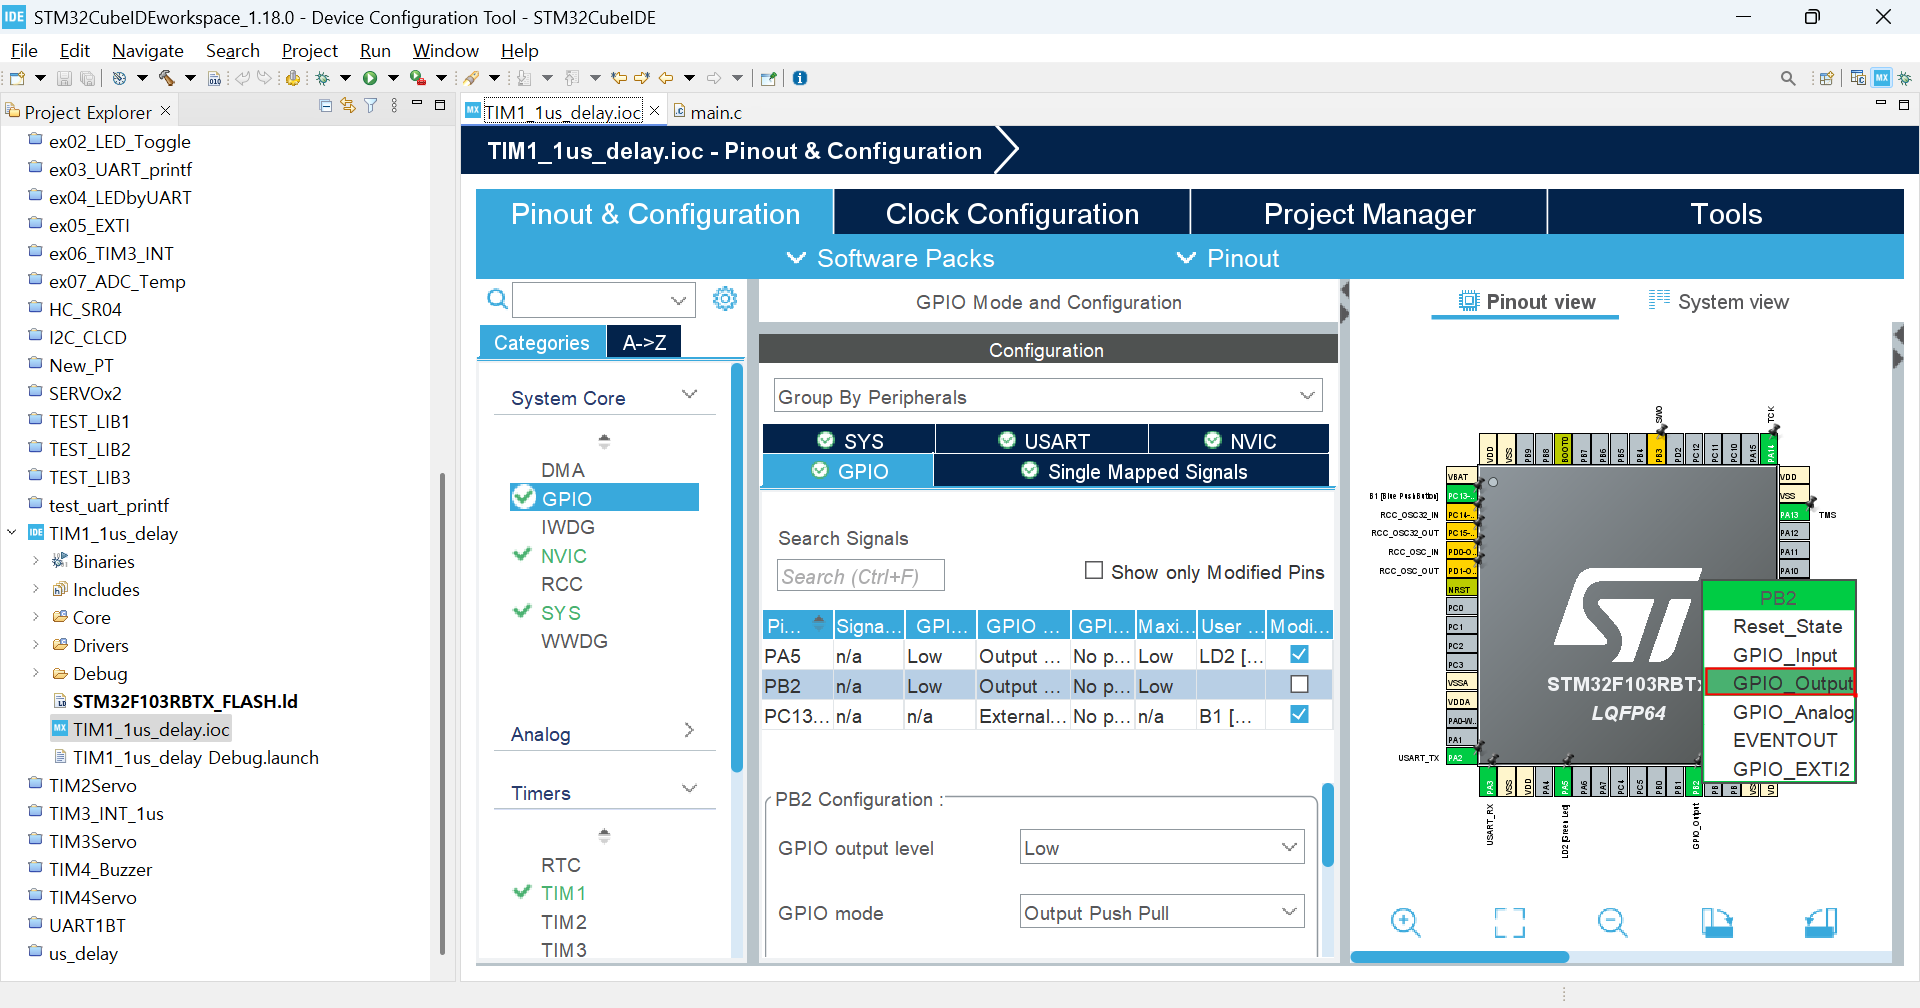 IDE STM32CubeIDEworkspace_1.18.0 - Device Configuration Tool - STM32CubeIDE
File Edit Navigate Search Project Run Window Help
Project Explorer
ex02_LED_Toggle
ex03_UART_printf
ex04_LEDbyUART
ex05_EXTI
ex06_TIM3_INT
ex07_ADC_Temp
HC_SR04
I2C_CLCD
New_PT
SERVOx2
TEST_LIB1
TEST_LIB2
TEST_LIB3
test_uart_printf
IDE TIM1_1us_delay
Binaries
Includes
Core
Drivers
Debug
STM32F103RBTX_FLASH.ld
MX TIM1_1us_delay.ioc
TIM1_1us_delay Debug.launch
TIM2Servo
TIM3_INT_1us
TIM3Servo
TIM4_Buzzer
TIM4Servo
UART1BT
us_delay
MX TIM1_1us_delay.ioc
main.c
TIM1_1us_delay.ioc - Pinout & Configuration
Pinout & Configuration
Clock Configuration
Project Manager
Tools
Software Packs
Pinout
Categories
A->Z
System Core
DMA
GPIO
IWDG
NVIC
RCC
SYS
WWDG
Analog
Timers
RTC
TIM1
TIM2
TIM3
GPIO Mode and Configuration
Configuration
Group By Peripherals
SYS USART NVIC
GPIO Single Mapped Signals
Search Signals
Search (Ctrl+F)
Show only Modified Pins
Pi... Signa... GPI... GPIO ... GPI... Maxi... User ... Modi...
PA5 n/a Low Output ... No p... Low LD2 [...
PB2 n/a Low Output ... No p... Low
PC13... n/a n/a External... No p... n/a B1 [...
PB2 Configuration :
GPIO output level
Low
GPIO mode
Output Push Pull
Pinout view
System view
SWO
TCK
VDD VSS PB9 PB8 BOOT0 PB7 PB6 PB5 PB4 PB3 PD2 PC12 PC11 PC10 PA15 PA14
VBAT
B1 [Blue PushButton] PC13-..
RCC_OSC32_IN PC14-..
RCC_OSC32_OUT PC15-..
RCC_OSC_IN PD0-O..
RCC_OSC_OUT PD1-O..
NRST
PC0
PC1
PC2
PC3
VSSA
VDDA
PA0-W..
PA1
USART_TX PA2
VDD
VSS
PA13 TMS
PA12
PA11
PA10
STM32F103RBT
LQFP64
PB2
Reset_State
GPIO_Input
GPIO_Output
GPIO_Analog
EVENTOUT
GPIO_EXTI2
PA3 VSS VDD PA4 PA5 PA6 PA7 PC4 PC5 PB0 PB1 PB2
USART_RX
LD2 [Green Led]
GPIO_Output